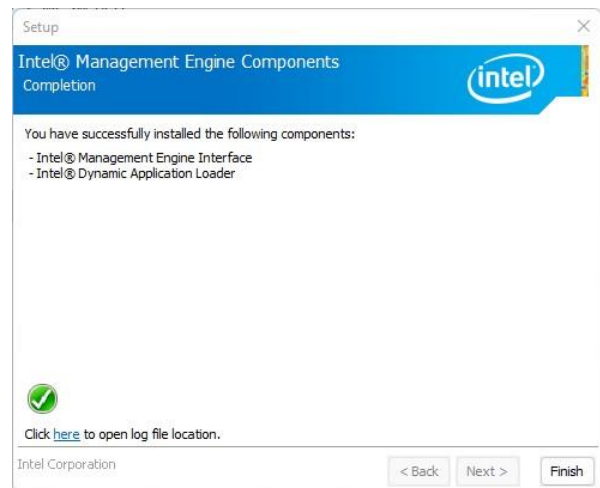 Setup
Intel® Management Engine Components
Completion
intel
You have successfully installed the following components:
- Intel® Management Engine Interface
- Intel® Dynamic Application Loader
Click here to open log file location.
Intel Corporation
< Back Next > Finish